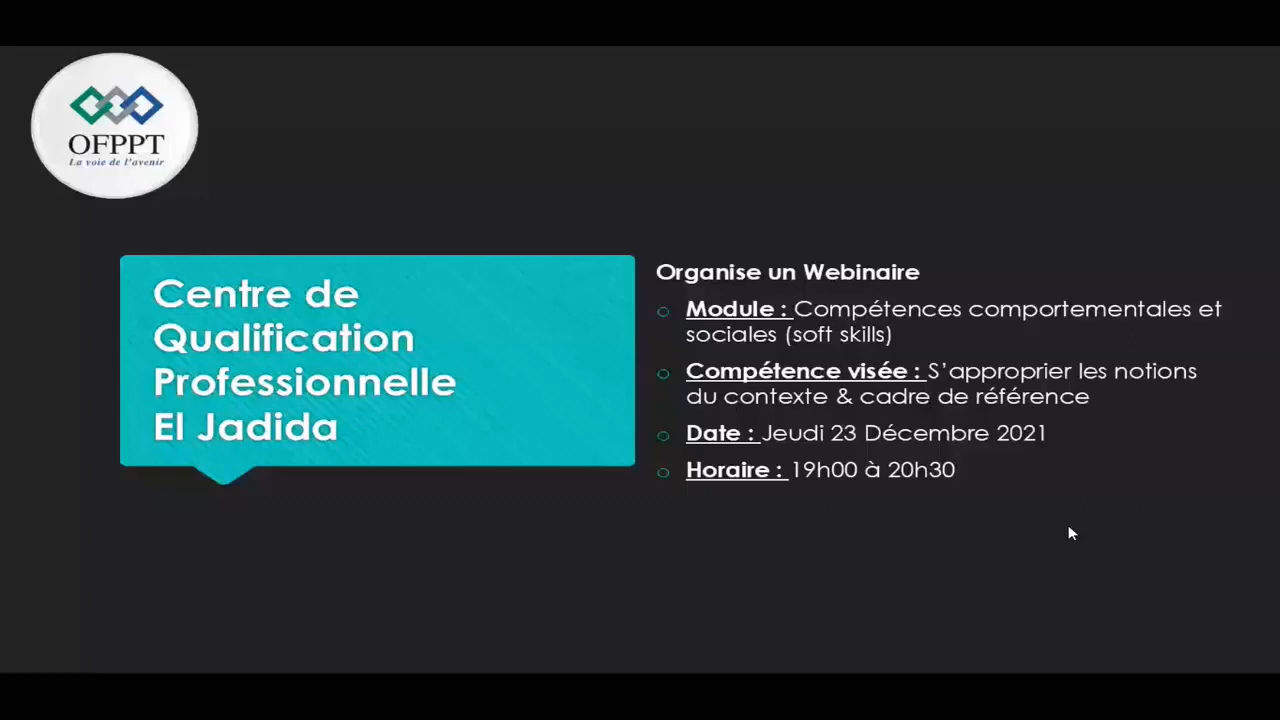 OFPPT
La voie de l'avenir
Centre de
Qualification
Professionnelle
El Jadida
Organise un Webinaire
Module : Compétences comportementales et
sociales (soft skills)
Compétence visée : S'approprier les notions
du contexte & cadre de référence
Date : Jeudi 23 Décembre 2021
Horaire : 19h00 à 20h30